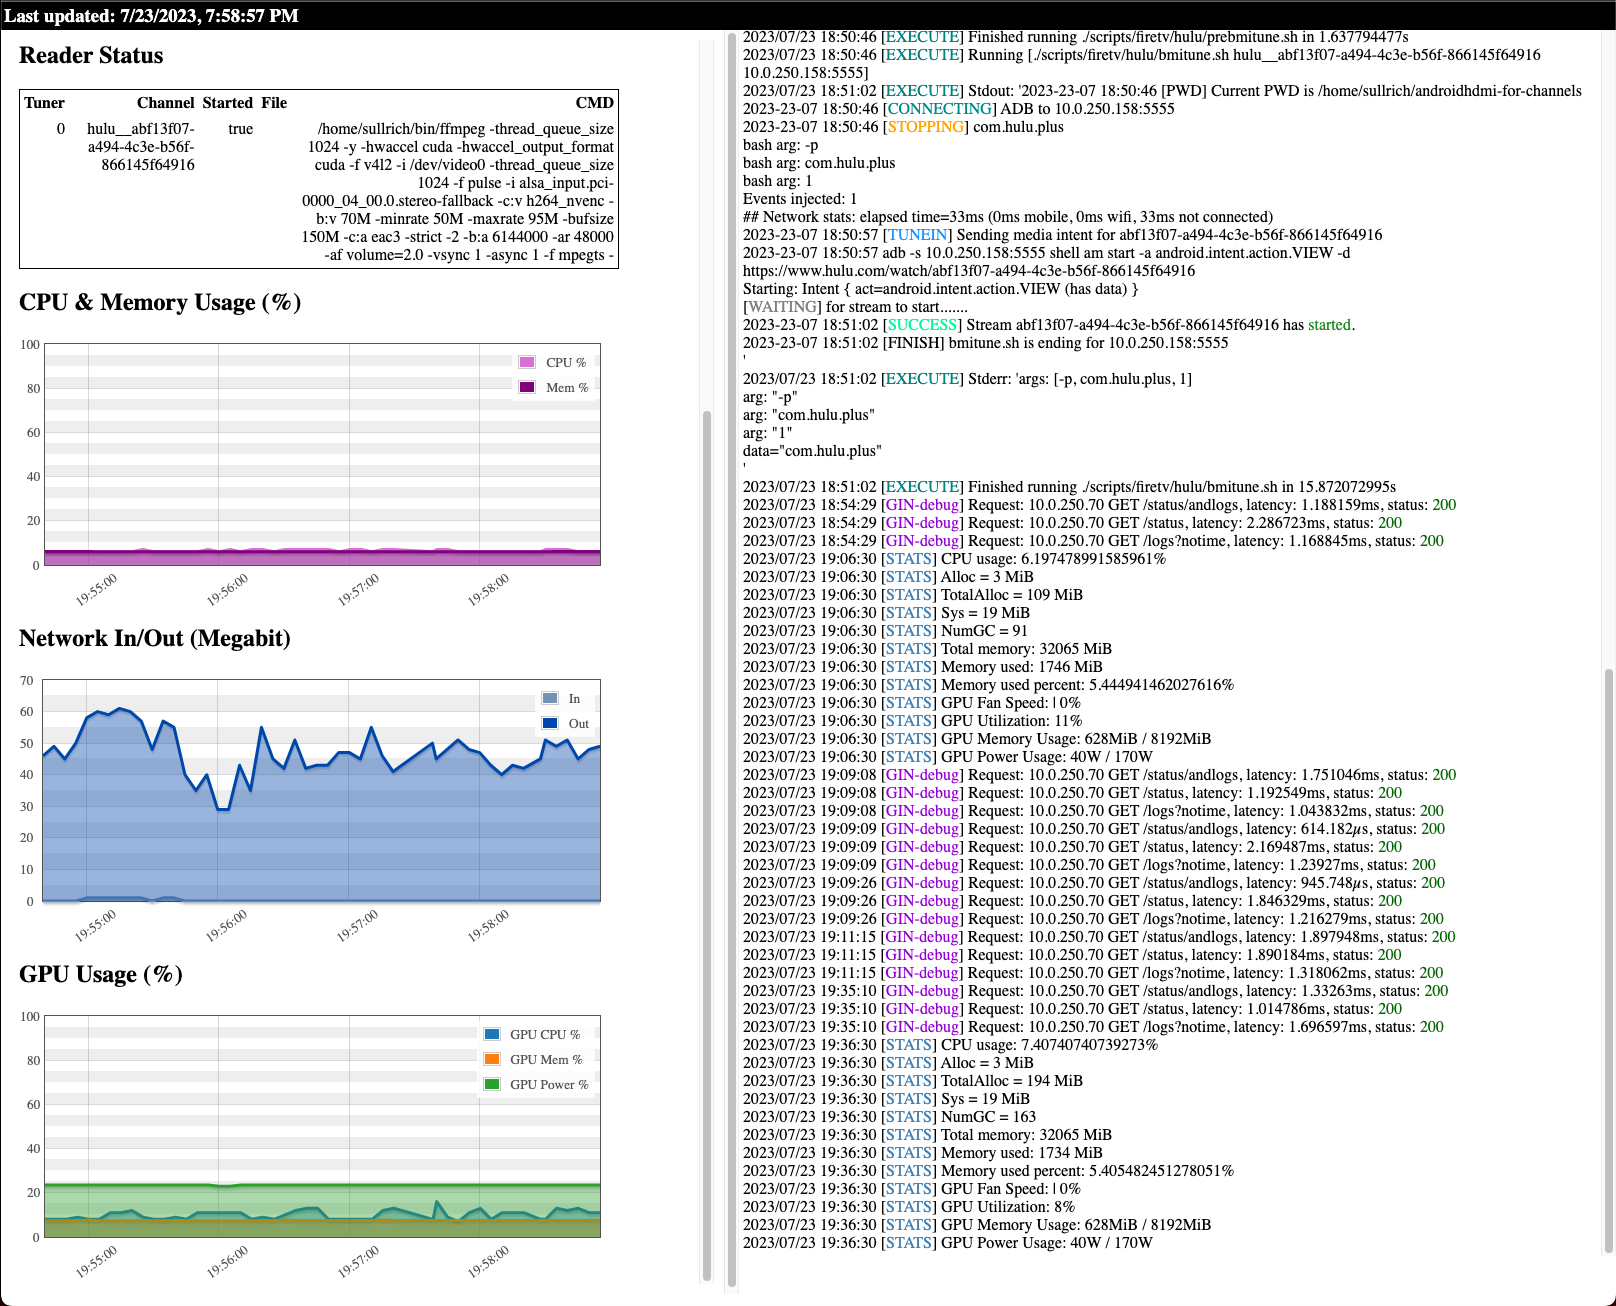 Last updated: 7/23/2023, 7:58:57 PM
Reader Status
Tuner Channel Started File CMD
0 hulu__abf13f07- true /home/sullrich/bin/ffmpeg -thread_queue_size
a494-4c3e-b56f- 1024 -y -hwaccel cuda -hwaccel_output_format
866145f64916 cuda -f v4l2 -i /dev/video0 -thread_queue_size
1024 -f pulse -i alsa_input.pci-
0000_04_00.0.stereo-fallback -c:v h264_nvenc -
b:v 70M -minrate 50M -maxrate 95M -bufsize
150M -c:a eac3 -strict -2 -b:a 6144000 -ar 48000
-af volume=2.0 -vsync 1 -async 1 -f mpegts -
CPU & Memory Usage (%)
100
80
60
40
20
0
CPU %
Mem %
19:55:00 19:56:00 19:57:00 19:58:00
Network In/Out (Megabit)
70
60
50
40
30
20
10
0
In
Out
19:55:00 19:56:00 19:57:00 19:58:00
GPU Usage (%)
100
80
60
40
20
0
GPU CPU %
GPU Mem %
GPU Power %
19:55:00 19:56:00 19:57:00 19:58:00
2023/07/23 18:50:46 [EXECUTE] Finished running ./scripts/firetv/hulu/prebmitune.sh in 1.637794477s
2023/07/23 18:50:46 [EXECUTE] Running [./scripts/firetv/hulu/bmitune.sh hulu__abf13f07-a494-4c3e-b56f-866145f64916
10.0.250.158:5555]
2023/07/23 18:51:02 [EXECUTE] Stdout: '2023-23-07 18:50:46 [PWD] Current PWD is /home/sullrich/androidhdmi-for-channels
2023-23-07 18:50:46 [CONNECTING] ADB to 10.0.250.158:5555
2023-23-07 18:50:46 [STOPPING] com.hulu.plus
bash arg: -p
bash arg: com.hulu.plus
bash arg: 1
Events injected: 1
## Network stats: elapsed time=33ms (0ms mobile, 0ms wifi, 33ms not connected)
2023-23-07 18:50:57 [TUNEIN] Sending media intent for abf13f07-a494-4c3e-b56f-866145f64916
2023-23-07 18:50:57 adb -s 10.0.250.158:5555 shell am start -a android.intent.action.VIEW -d
https://www.hulu.com/watch/abf13f07-a494-4c3e-b56f-866145f64916
Starting: Intent { act=android.intent.action.VIEW (has data) }
[WAITING] for stream to start.......
2023-23-07 18:51:02 [SUCCESS] Stream abf13f07-a494-4c3e-b56f-866145f64916 has started.
2023-23-07 18:51:02 [FINISH] bmitune.sh is ending for 10.0.250.158:5555
'
2023/07/23 18:51:02 [EXECUTE] Stderr: 'args: [-p, com.hulu.plus, 1]
arg: "-p"
arg: "com.hulu.plus"
arg: "1"
data="com.hulu.plus"
'
2023/07/23 18:51:02 [EXECUTE] Finished running ./scripts/firetv/hulu/bmitune.sh in 15.872072995s
2023/07/23 18:54:29 [GIN-debug] Request: 10.0.250.70 GET /status/andlogs, latency: 1.188159ms, status: 200
2023/07/23 18:54:29 [GIN-debug] Request: 10.0.250.70 GET /status, latency: 2.286723ms, status: 200
2023/07/23 18:54:29 [GIN-debug] Request: 10.0.250.70 GET /logs?notime, latency: 1.168845ms, status: 200
2023/07/23 19:06:30 [STATS] CPU usage: 6.197478991585961%
2023/07/23 19:06:30 [STATS] Alloc = 3 MiB
2023/07/23 19:06:30 [STATS] TotalAlloc = 109 MiB
2023/07/23 19:06:30 [STATS] Sys = 19 MiB
2023/07/23 19:06:30 [STATS] NumGC = 91
2023/07/23 19:06:30 [STATS] Total memory: 32065 MiB
2023/07/23 19:06:30 [STATS] Memory used: 1746 MiB
2023/07/23 19:06:30 [STATS] Memory used percent: 5.444941462027616%
2023/07/23 19:06:30 [STATS] GPU Fan Speed: | 0%
2023/07/23 19:06:30 [STATS] GPU Utilization: 11%
2023/07/23 19:06:30 [STATS] GPU Memory Usage: 628MiB / 8192MiB
2023/07/23 19:06:30 [STATS] GPU Power Usage: 40W / 170W
2023/07/23 19:09:08 [GIN-debug] Request: 10.0.250.70 GET /status/andlogs, latency: 1.751046ms, status: 200
2023/07/23 19:09:08 [GIN-debug] Request: 10.0.250.70 GET /status, latency: 1.192549ms, status: 200
2023/07/23 19:09:08 [GIN-debug] Request: 10.0.250.70 GET /logs?notime, latency: 1.043832ms, status: 200
2023/07/23 19:09:09 [GIN-debug] Request: 10.0.250.70 GET /status/andlogs, latency: 614.182µs, status: 200
2023/07/23 19:09:09 [GIN-debug] Request: 10.0.250.70 GET /status, latency: 2.169487ms, status: 200
2023/07/23 19:09:09 [GIN-debug] Request: 10.0.250.70 GET /logs?notime, latency: 1.23927ms, status: 200
2023/07/23 19:09:26 [GIN-debug] Request: 10.0.250.70 GET /status/andlogs, latency: 945.748µs, status: 200
2023/07/23 19:09:26 [GIN-debug] Request: 10.0.250.70 GET /status, latency: 1.846329ms, status: 200
2023/07/23 19:09:26 [GIN-debug] Request: 10.0.250.70 GET /logs?notime, latency: 1.216279ms, status: 200
2023/07/23 19:11:15 [GIN-debug] Request: 10.0.250.70 GET /status/andlogs, latency: 1.897948ms, status: 200
2023/07/23 19:11:15 [GIN-debug] Request: 10.0.250.70 GET /status, latency: 1.890184ms, status: 200
2023/07/23 19:11:15 [GIN-debug] Request: 10.0.250.70 GET /logs?notime, latency: 1.318062ms, status: 200
2023/07/23 19:35:10 [GIN-debug] Request: 10.0.250.70 GET /status/andlogs, latency: 1.33263ms, status: 200
2023/07/23 19:35:10 [GIN-debug] Request: 10.0.250.70 GET /status, latency: 1.014786ms, status: 200
2023/07/23 19:35:10 [GIN-debug] Request: 10.0.250.70 GET /logs?notime, latency: 1.696597ms, status: 200
2023/07/23 19:36:30 [STATS] CPU usage: 7.40740740739273%
2023/07/23 19:36:30 [STATS] Alloc = 3 MiB
2023/07/23 19:36:30 [STATS] TotalAlloc = 194 MiB
2023/07/23 19:36:30 [STATS] Sys = 19 MiB
2023/07/23 19:36:30 [STATS] NumGC = 163
2023/07/23 19:36:30 [STATS] Total memory: 32065 MiB
2023/07/23 19:36:30 [STATS] Memory used: 1734 MiB
2023/07/23 19:36:30 [STATS] Memory used percent: 5.405482451278051%
2023/07/23 19:36:30 [STATS] GPU Fan Speed: | 0%
2023/07/23 19:36:30 [STATS] GPU Utilization: 8%
2023/07/23 19:36:30 [STATS] GPU Memory Usage: 628MiB / 8192MiB
2023/07/23 19:36:30 [STATS] GPU Power Usage: 40W / 170W